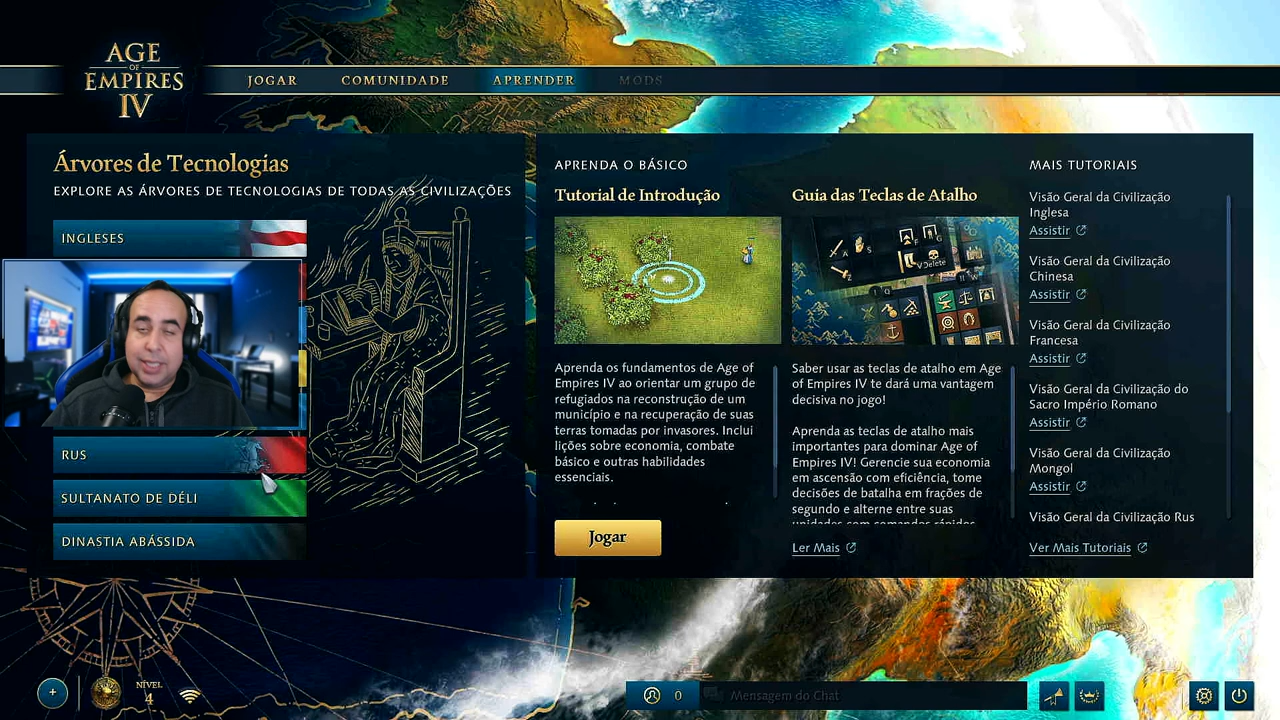 AGE
OF
EMPIRES
IV
JOGAR
COMUNIDADE
APRENDER
MODS
Árvores de Tecnologias
EXPLORE AS ÁRVORES DE TECNOLOGIAS DE TODAS AS CIVILIZAÇÕES
INGLESES
RUS
SULTANATO DE DÉLI
DINASTIA ABÁSSIDA
APRENDA O BÁSICO
Tutorial de Introdução
Aprenda os fundamentos de Age of
Empires IV ao orientar um grupo de
refugiados na reconstrução de um
município e na recuperação de suas
terras tomadas por invasores. Inclui
lições sobre economia, combate
básico e outras habilidades
essenciais.
Jogar
Guia das Teclas de Atalho
Delete
Saber usar as teclas de atalho em Age
of Empires IV te dará uma vantagem
decisiva no jogo!
Aprenda as teclas de atalho mais
importantes para dominar Age of
Empires IV! Gerencie sua economia
em ascensão com eficiência, tome
decisões de batalha em frações de
segundo e alterne entre suas
unidades com comandos rápidos
Ler Mais
MAIS TUTORIAIS
Visão Geral da Civilização
Inglesa
Assistir
Visão Geral da Civilização
Chinesa
Assistir
Visão Geral da Civilização
Francesa
Assistir
Visão Geral da Civilização do
Sacro Império Romano
Assistir
Visão Geral da Civilização
Mongol
Assistir
Visão Geral da Civilização Rus
Ver Mais Tutoriais
NÍVEL
4
0
Mensagem do Chat